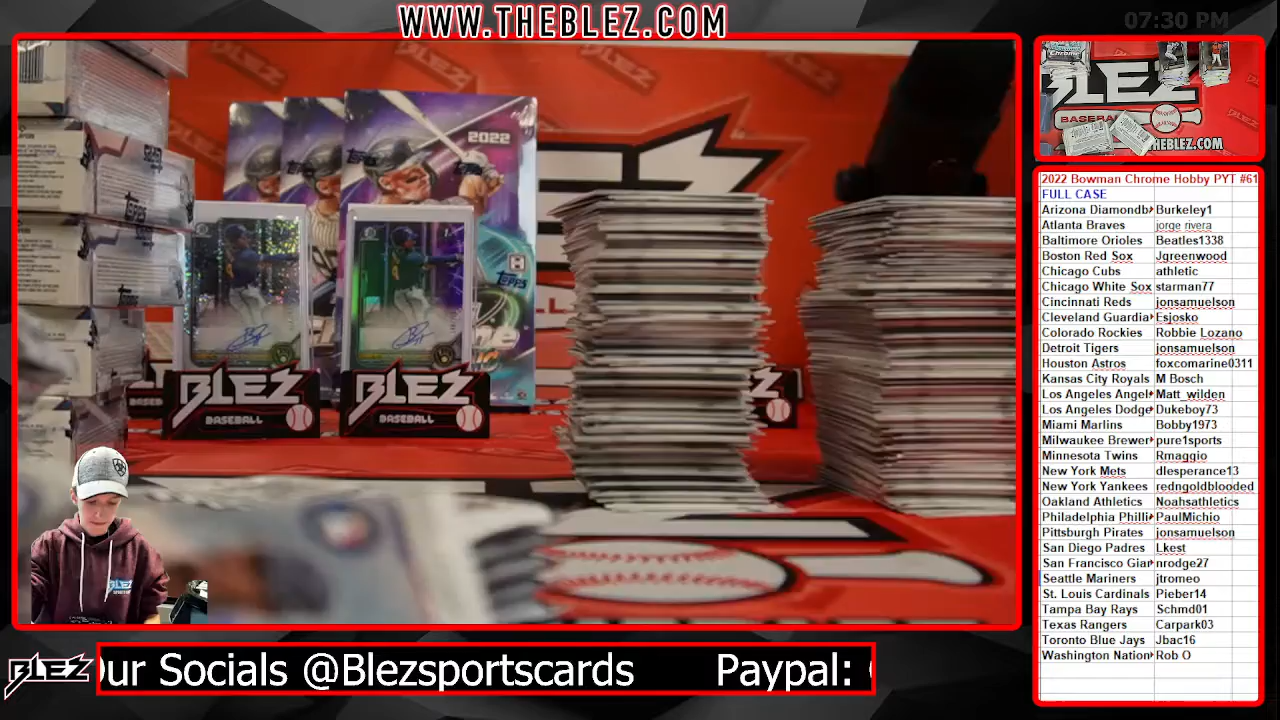 WWW.THEBLEZ.COM
07:30 PM
2022
Topps
BLEZ
BASEBALL
BLEZ
BASEBALL
BLEZ
THEBLEZ.COM
2022 Bowman Chrome Hobby PYT #61
FULL CASE
Arizona Diamondb Burkeley1
Atlanta Braves jorge rivera
Baltimore Orioles Beatles1338
Boston Red Sox Jgreenwood
Chicago Cubs athletic
Chicago White Sox starman77
Cincinnati Reds jonsamuelson
Cleveland Guardia Esjosko
Colorado Rockies Robbie Lozano
Detroit Tigers jonsamuelson
Houston Astros foxcomarine0311
Kansas City Royals M Bosch
Los Angeles Angel Matt_wilden
Los Angeles Dodge Dukeboy73
Miami Marlins Bobby1973
Milwaukee Brewer pure1sports
Minnesota Twins Rmaggio
New York Mets dlesperance13
New York Yankees redngoldblooded
Oakland Athletics Noahsathletics
Philadelphia Philli PaulMichio
Pittsburgh Pirates jonsamuelson
San Diego Padres Lkest
San Francisco Gian nrodge27
Seattle Mariners jtromeo
St. Louis Cardinals Pieber14
Tampa Bay Rays Schmd01
Texas Rangers Carpark03
Toronto Blue Jays Jbac16
Washington Nation Rob O
BLEZ
our Socials @Blezsportscards Paypal: